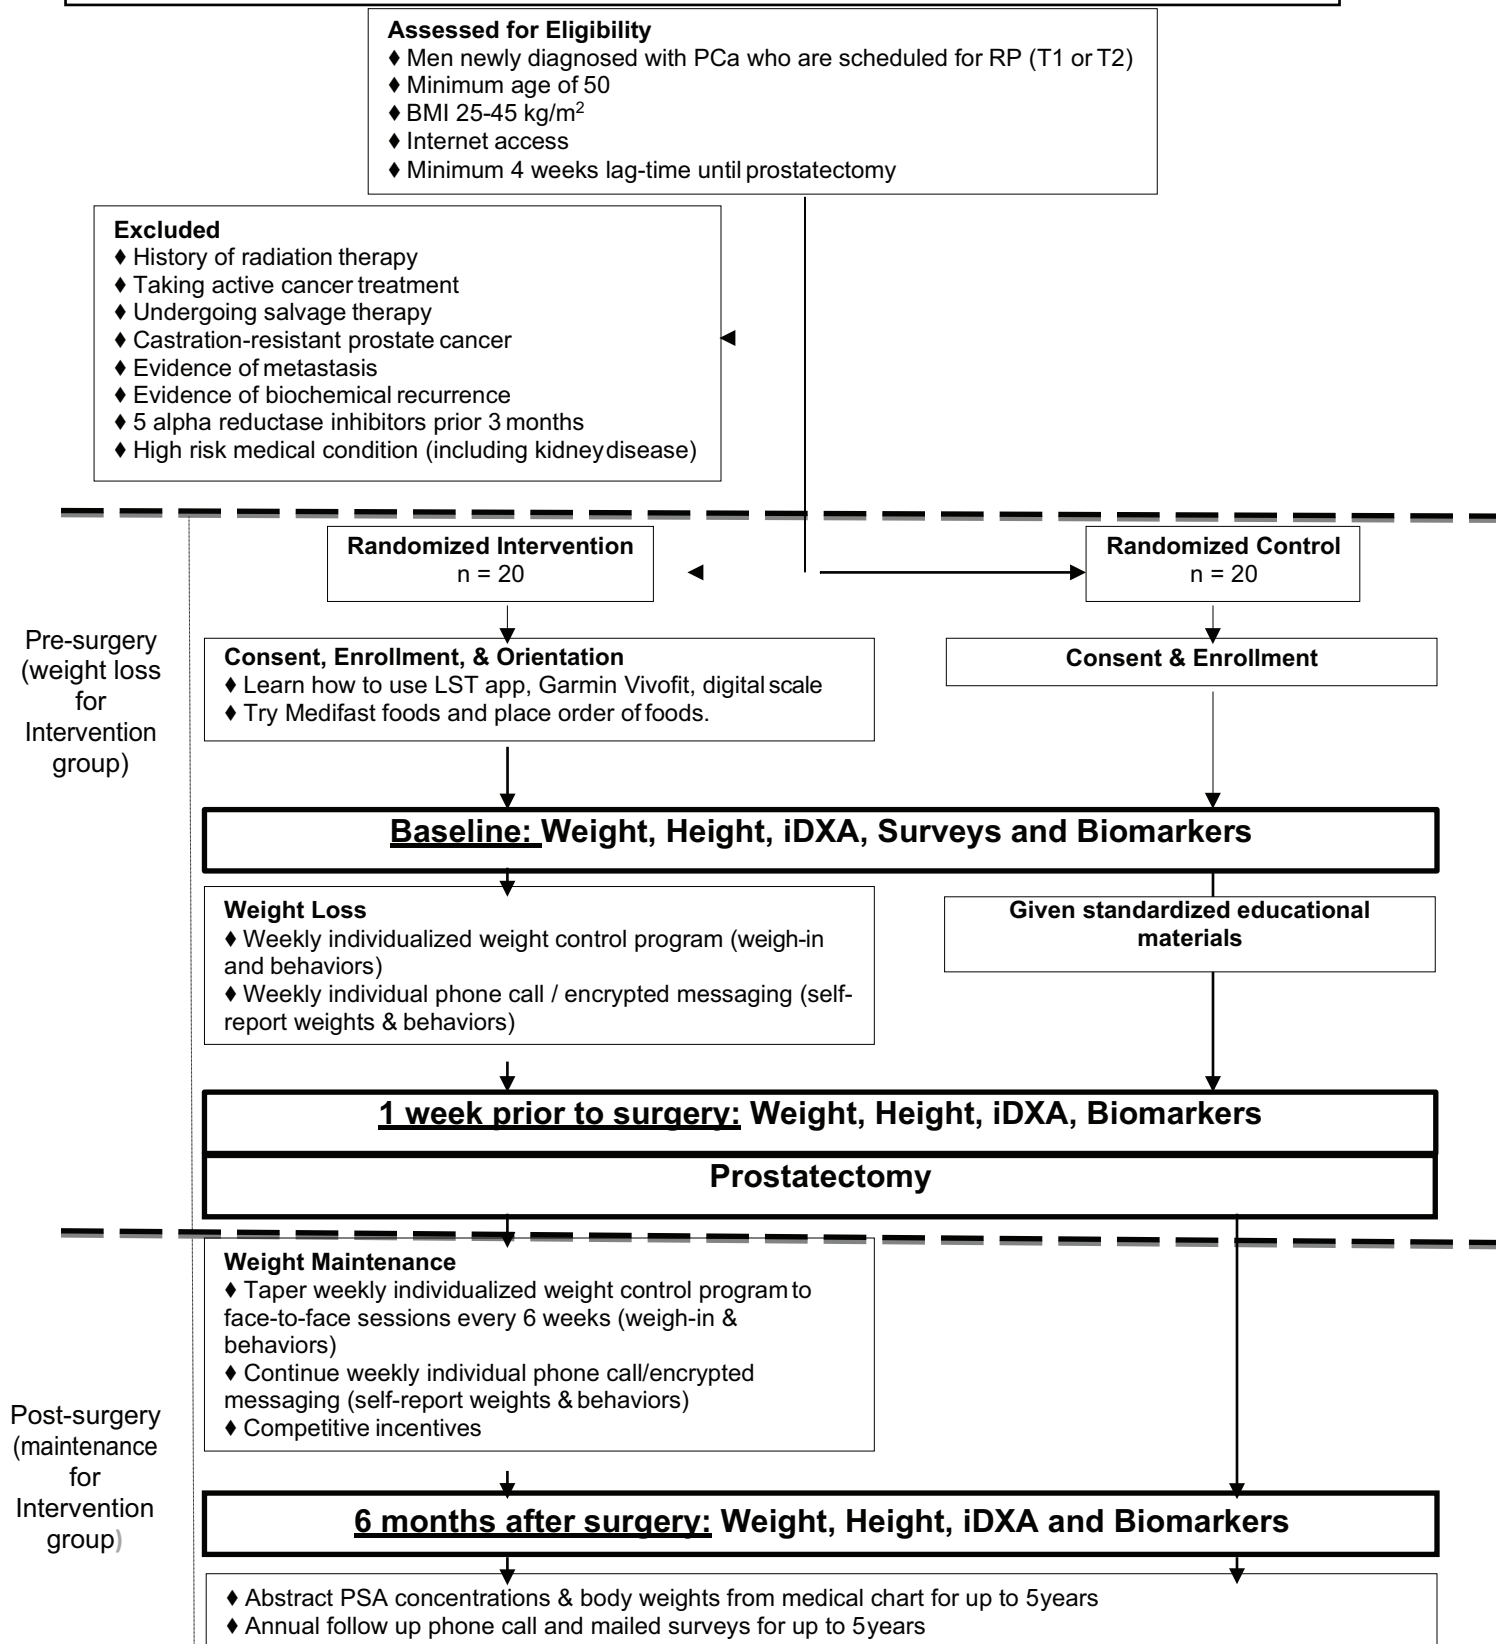 Assessed for Eligibility
♦ Men newly diagnosed with PCa who are scheduled for RP (T1 or T2)
♦ Minimum age of 50
♦ BMI 25-45 kg/m²
♦ Internet access
♦ Minimum 4 weeks lag-time until prostatectomy
Excluded
♦ History of radiation therapy
♦ Taking active cancer treatment
♦ Undergoing salvage therapy
♦ Castration-resistant prostate cancer
♦ Evidence of metastasis
♦ Evidence of biochemical recurrence
♦ 5 alpha reductase inhibitors prior 3 months
♦ High risk medical condition (including kidneydisease)
Randomized Intervention
n = 20
Randomized Control
n = 20
Pre-surgery
(weight loss
for
Intervention
group)
Consent, Enrollment, & Orientation
♦ Learn how to use LST app, Garmin Vivofit, digital scale
♦ Try Medifast foods and place order of foods.
Consent & Enrollment
Baseline: Weight, Height, iDXA, Surveys and Biomarkers
Weight Loss
♦ Weekly individualized weight control program (weigh-in
and behaviors)
♦ Weekly individual phone call / encrypted messaging (self-
report weights & behaviors)
Given standardized educational
materials
1 week prior to surgery: Weight, Height, iDXA, Biomarkers
Prostatectomy
Weight Maintenance
♦ Taper weekly individualized weight control program to
face-to-face sessions every 6 weeks (weigh-in &
behaviors)
♦ Continue weekly individual phone call/encrypted
messaging (self-report weights & behaviors)
♦ Competitive incentives
Post-surgery
(maintenance
for
Intervention
group)
6 months after surgery: Weight, Height, iDXA and Biomarkers
♦ Abstract PSA concentrations & body weights from medical chart for up to 5years
♦ Annual follow up phone call and mailed surveys for up to 5years